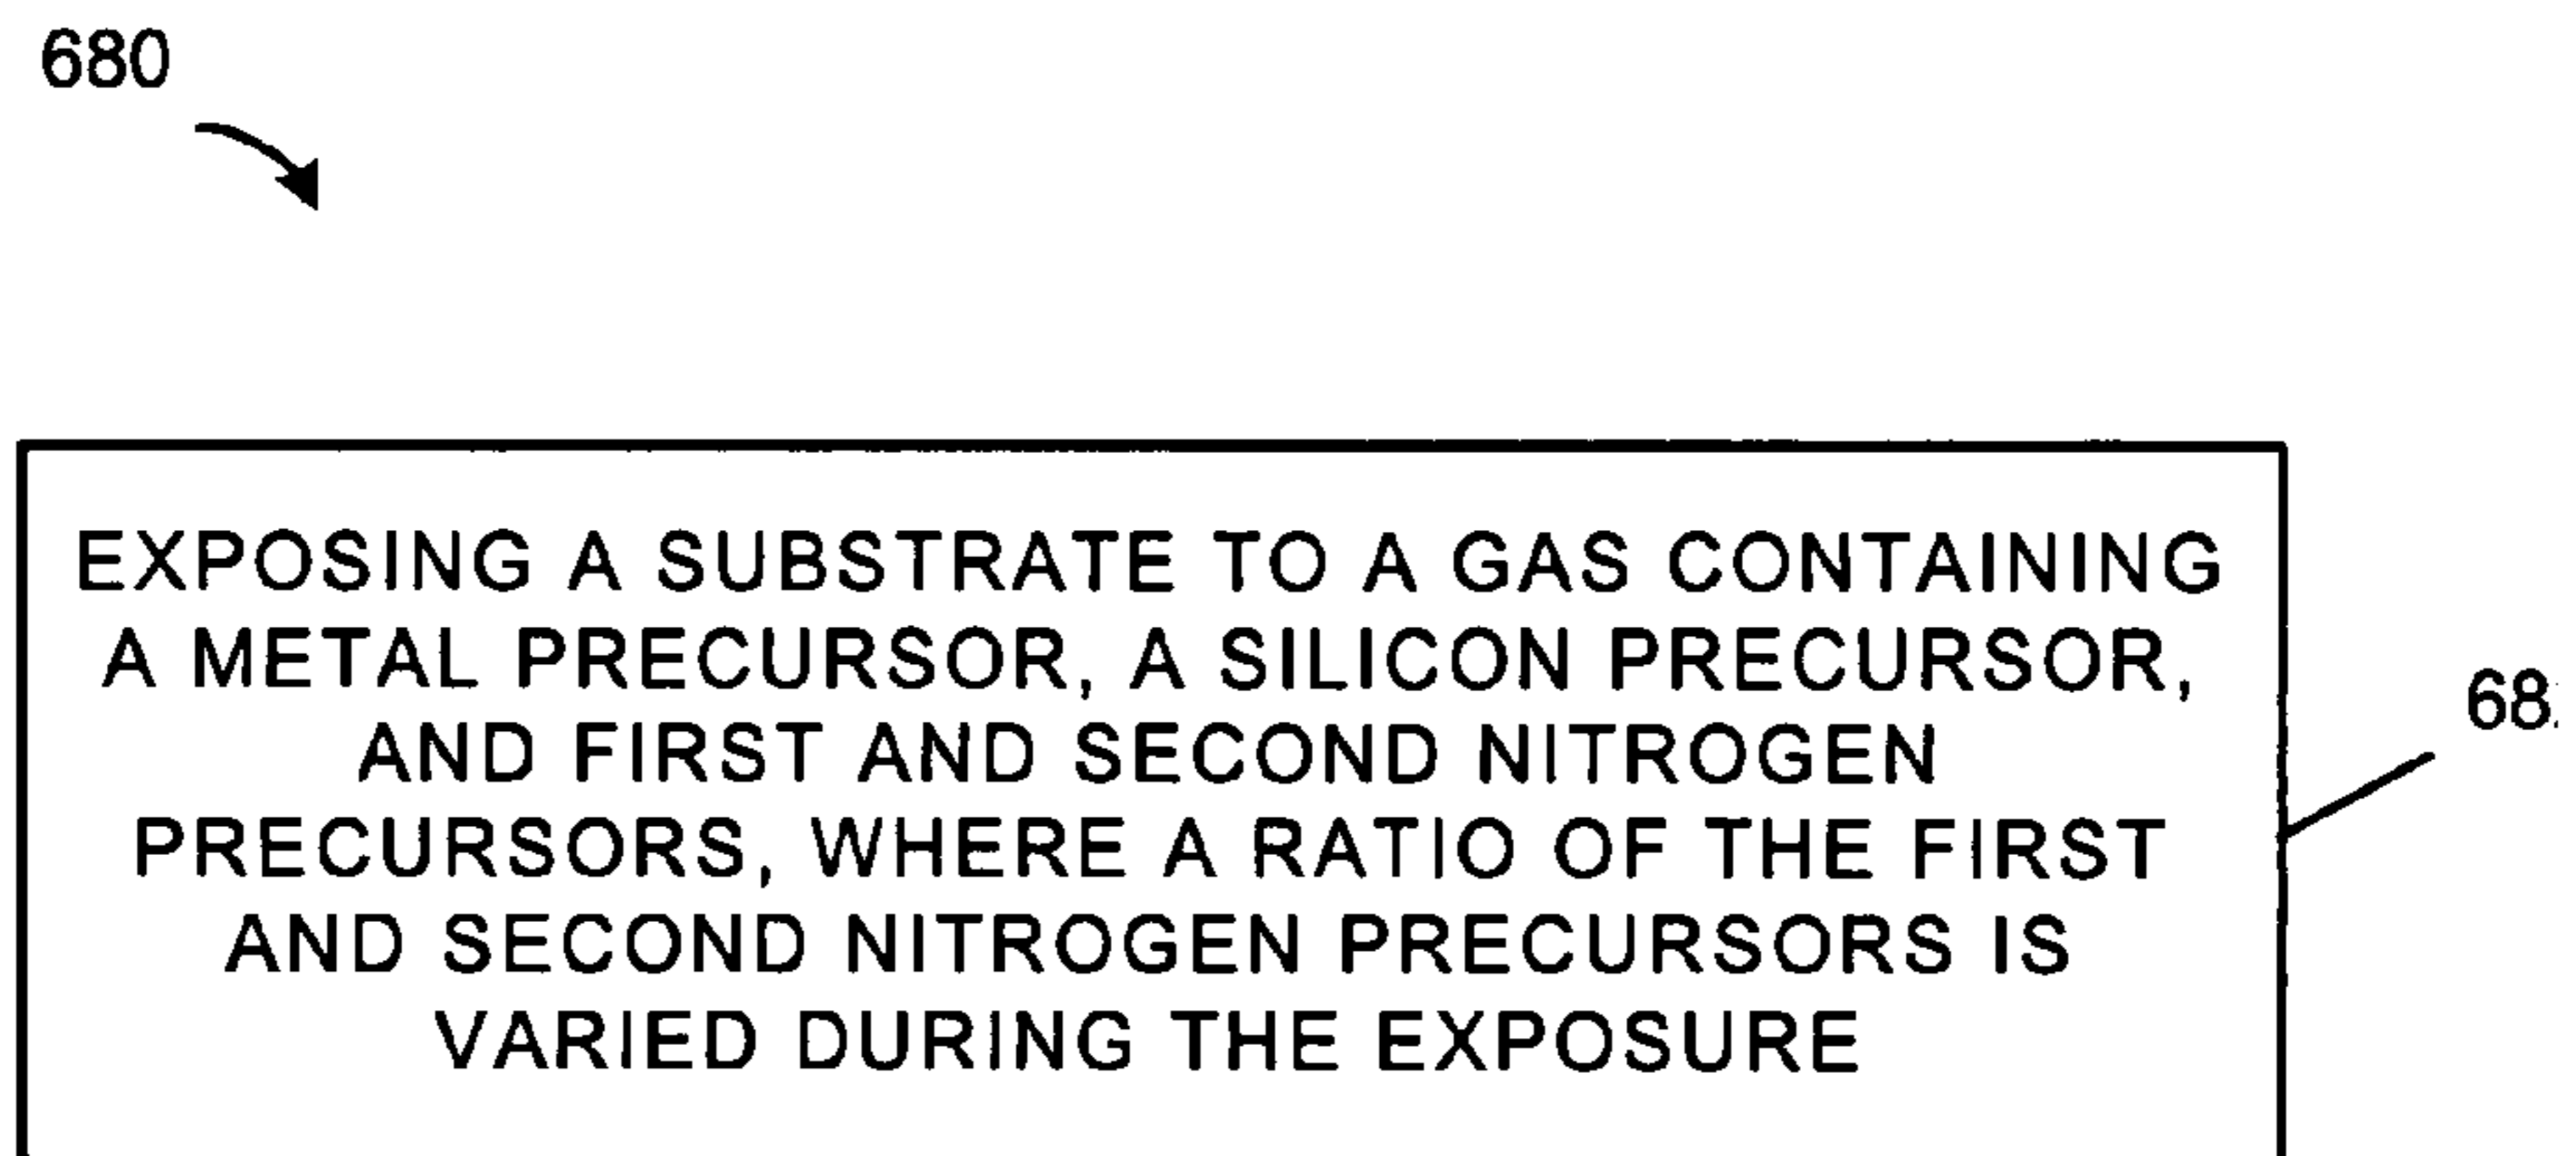 680
EXPOSING A SUBSTRATE TO A GAS CONTAINING
A METAL PRECURSOR, A SILICON PRECURSOR,
AND FIRST AND SECOND NITROGEN
PRECURSORS, WHERE A RATIO OF THE FIRST
AND SECOND NITROGEN PRECURSORS IS
VARIED DURING THE EXPOSURE